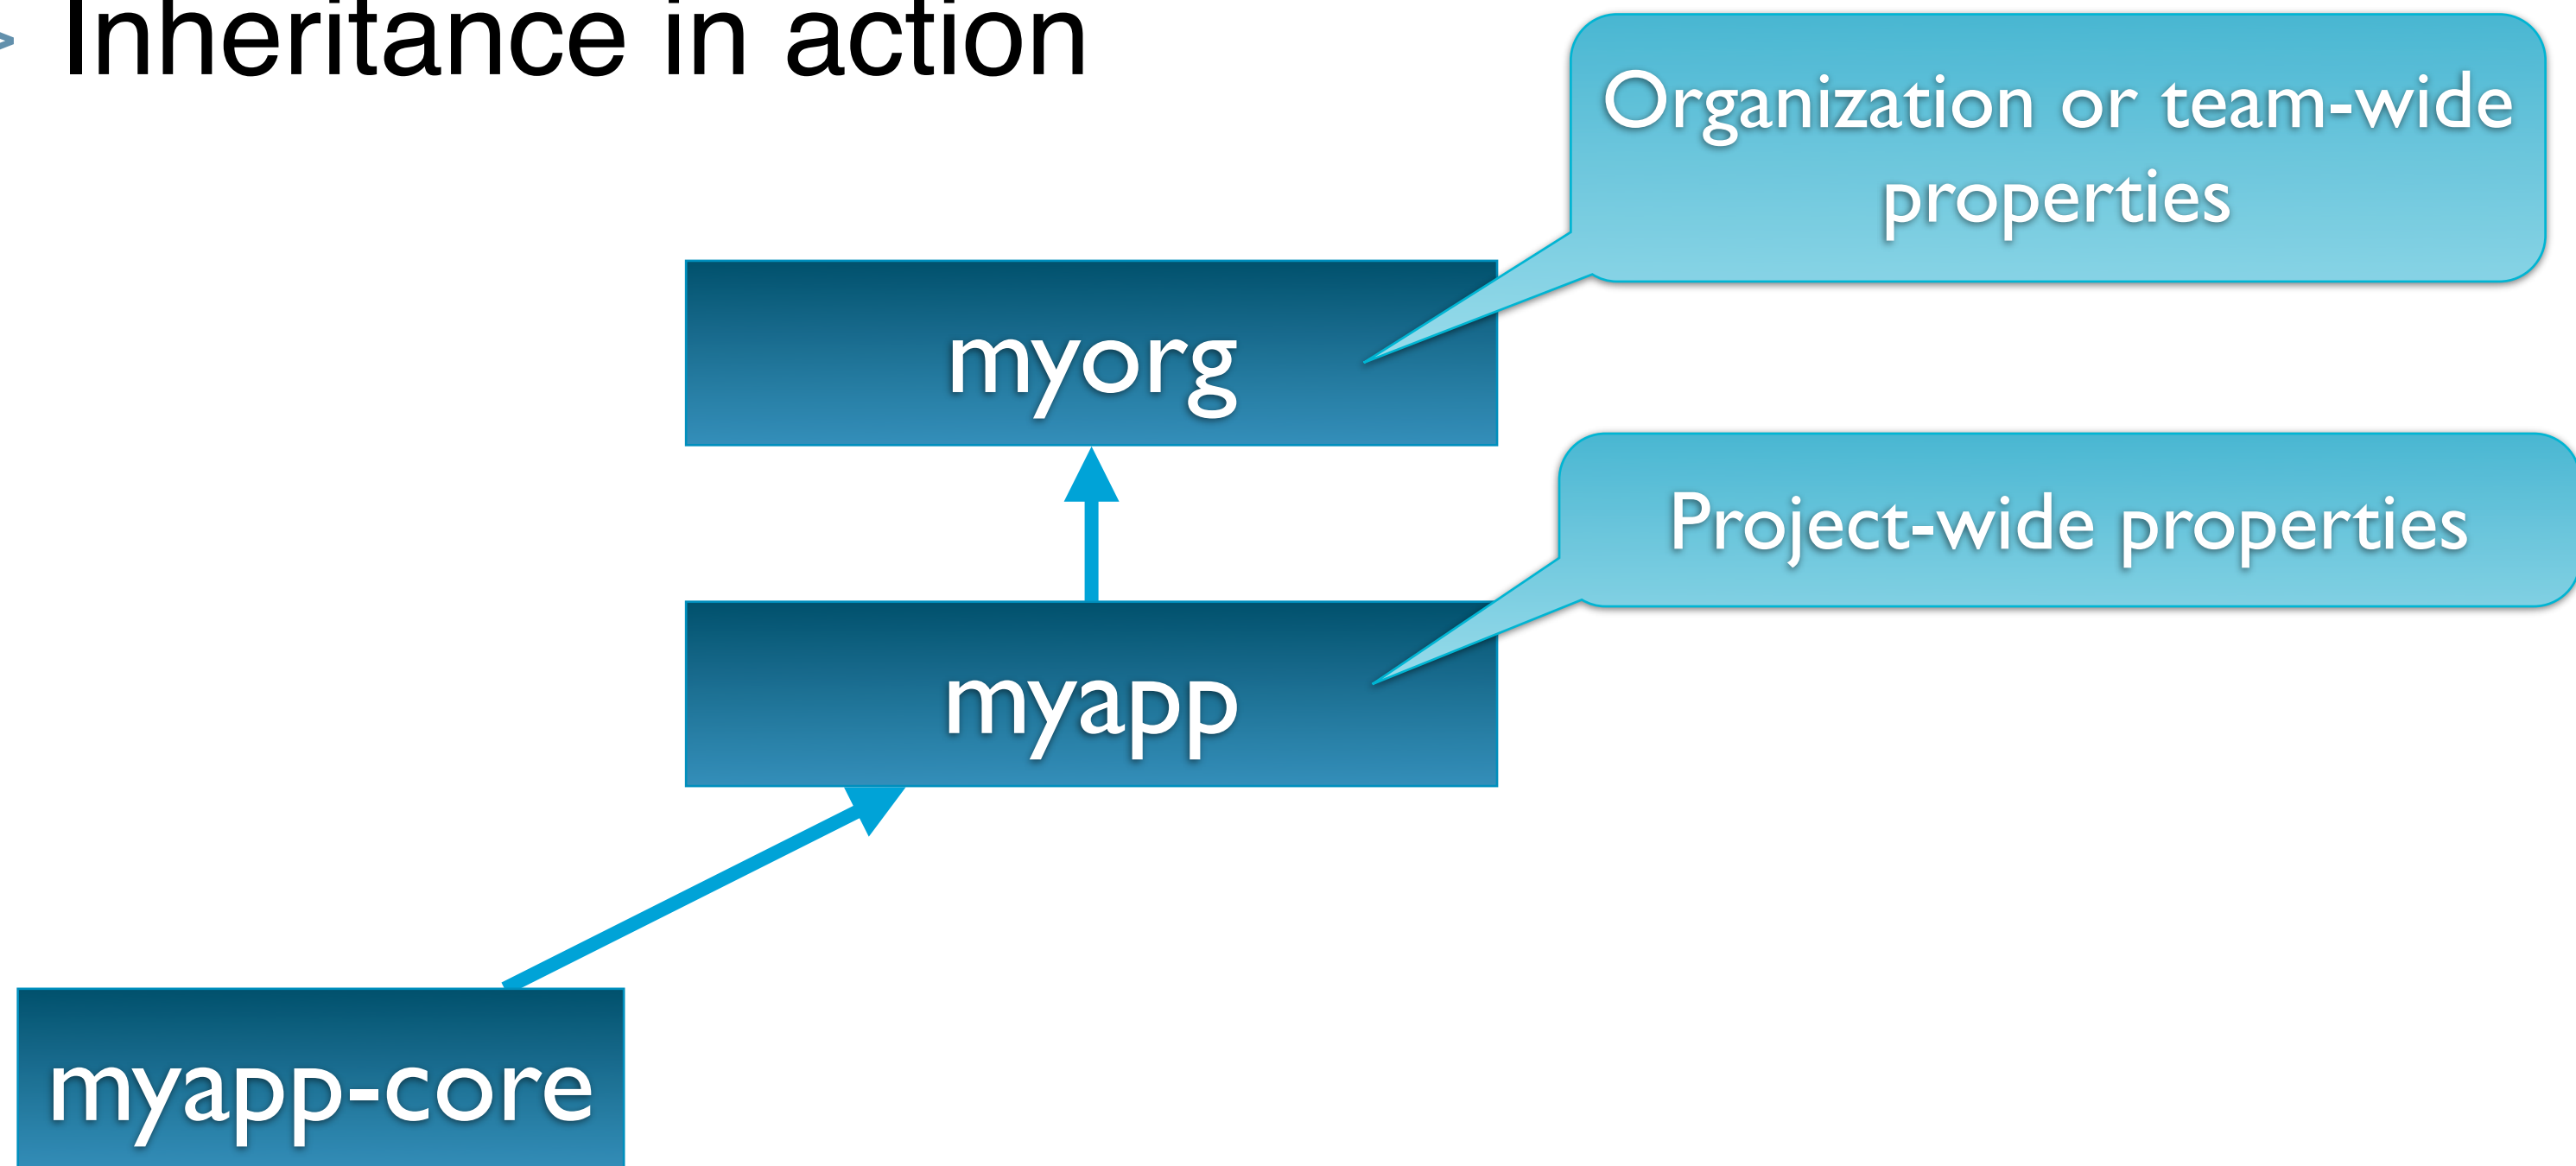 > Inheritance in action
Organization or team-wide
properties
myorg
Project-wide properties
myapp
myapp-core